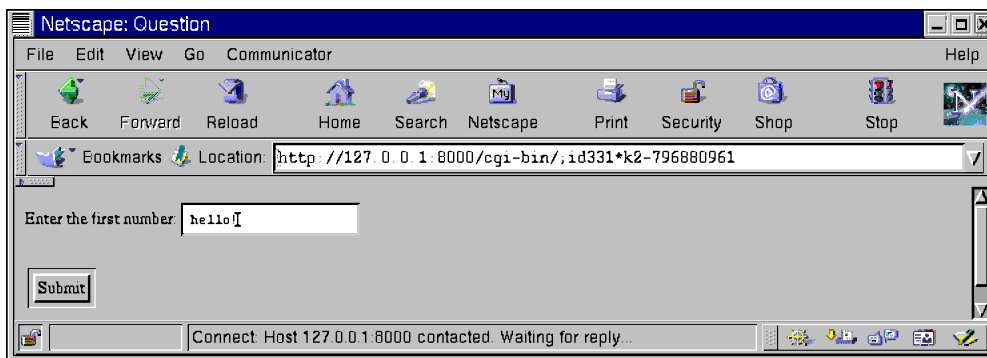 Netscape: Question
File Edit View Go Communicator Help
Back Forward Reload Home Search Netscape Print Security Shop Stop
Bookmarks Location: http://127.0.0.1:8000/cgi-bin/;id331*k2-796880961
Enter the first number: hello!
Submit
Connect: Host 127.0.0.1:8000 contacted. Waiting for reply...